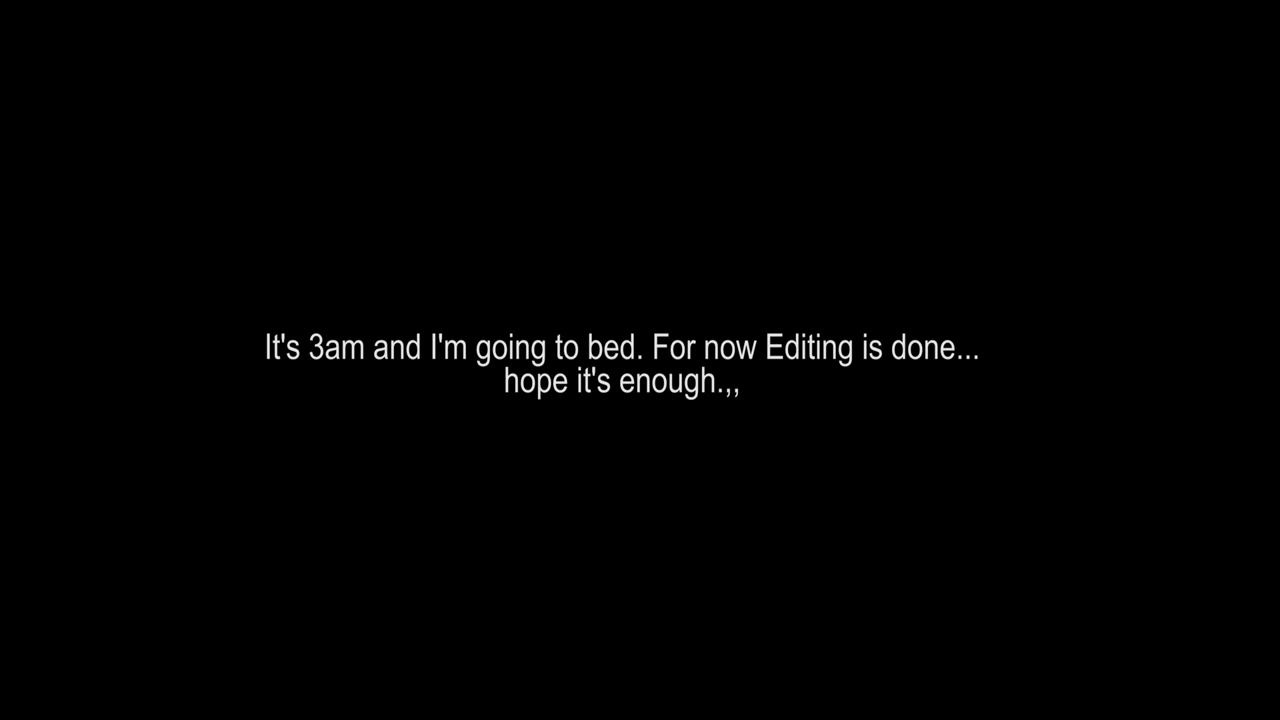 It's 3am and I'm going to bed. For now Editing is done...
hope it's enough.,,